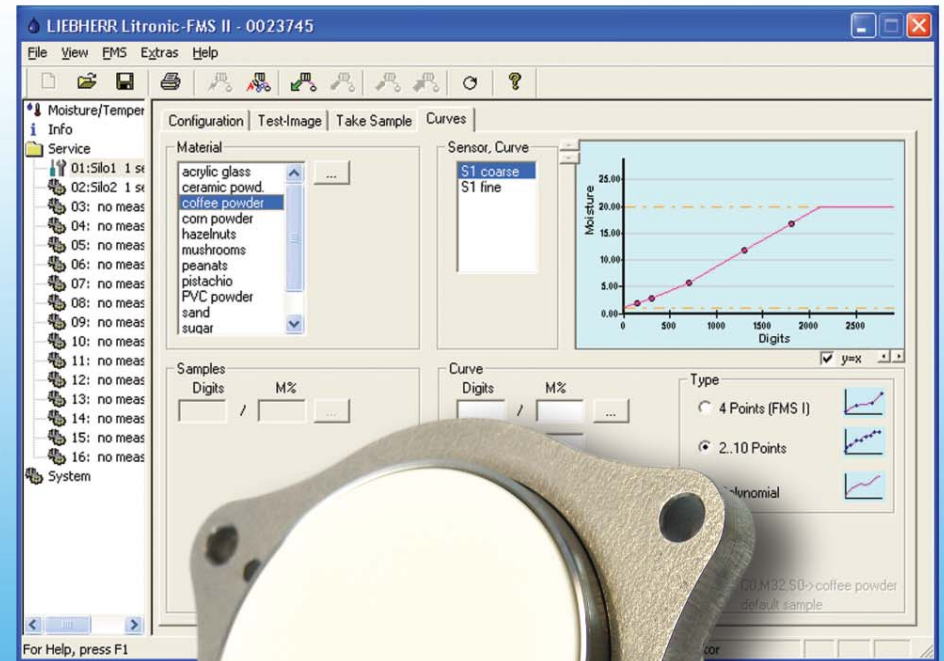 LIEBHERR Litronic-FMS II - 0023745
File View FMS Extras Help
Moisture/Temper
Info
Service
01:Silo1 1 se
02:Silo2 1 se
03: no meas
04: no meas
05: no meas
06: no meas
07: no meas
08: no meas
09: no meas
10: no meas
11: no meas
12: no meas
13: no meas
14: no meas
15: no meas
16: no meas
System
Configuration Test-Image Take Sample Curves
Material
acrylic glass
ceramic powd.
coffee powder
corn powder
hazelnuts
mushrooms
peanats
pistachio
PVC powder
sand
sugar
...
Sensor, Curve
S1 coarse
S1 fine
Moisture
25.00
20.00
15.00
10.00
5.00
0.00
0 500 1000 1500 2000 2500
Digits
y=x
Samples
Digits M%
/ ...
Curve
Digits M%
/ ...
Type
4 Points (FMS I)
2..10 Points
olynomial
C0,M32,S0->coffee powder
default sample
For Help, press F1